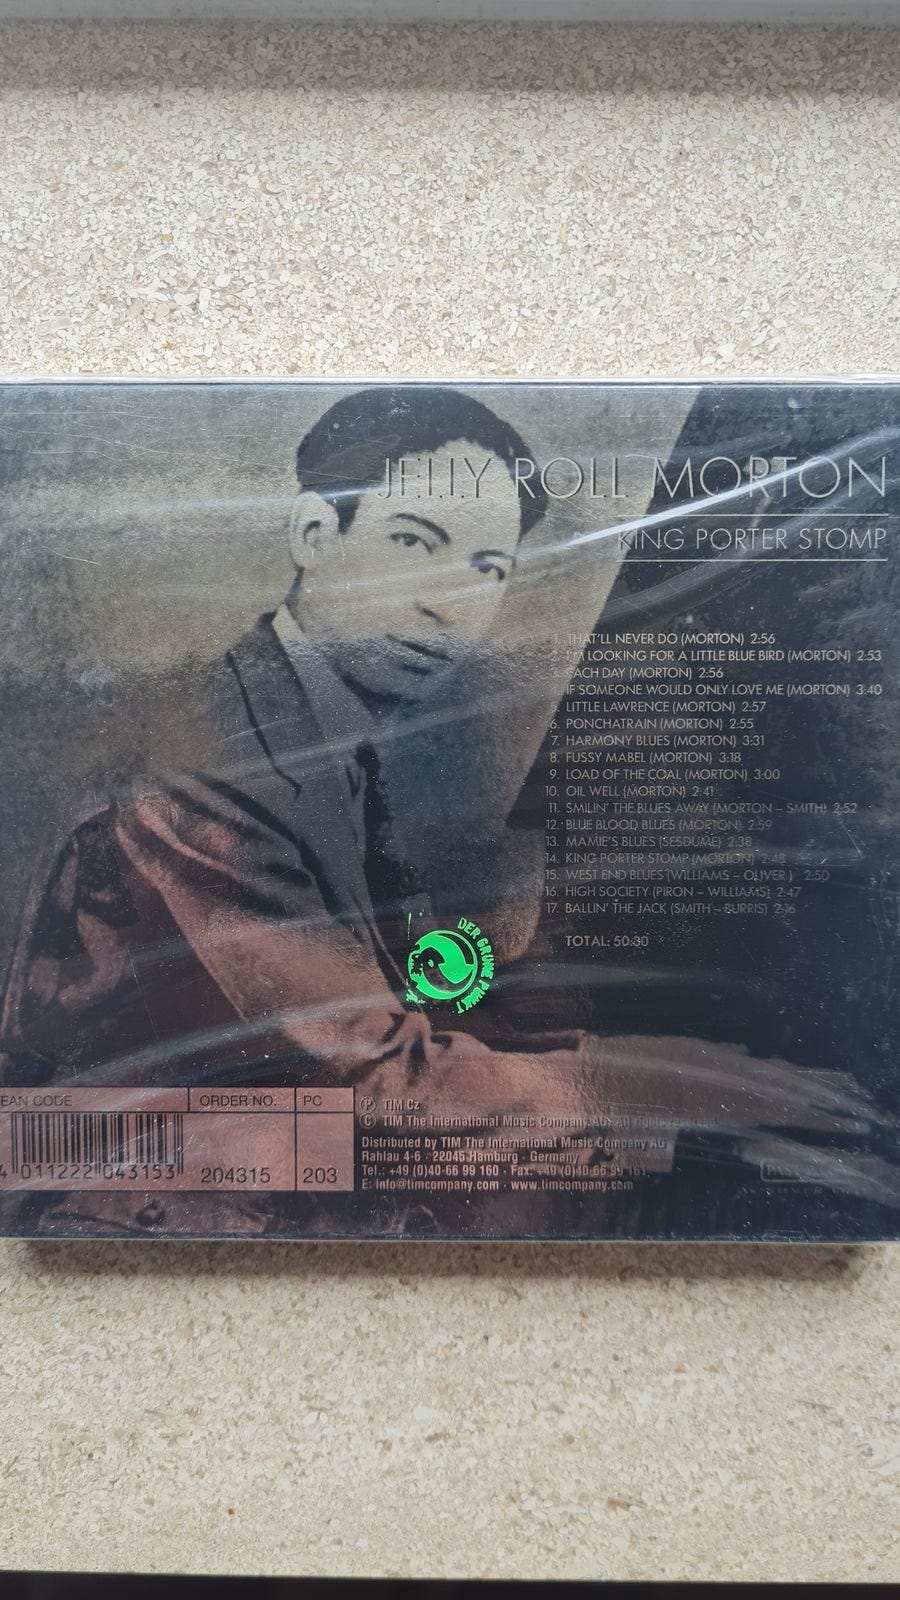 JELLY ROLL MORTON
KING PORTER STOMP
1. THAT'LL NEVER DO (MORTON) 2:56
2. I'M LOOKING FOR A LITTLE BLUE BIRD (MORTON) 2:53
3. EACH DAY (MORTON) 2:56
4. IF SOMEONE WOULD ONLY LOVE ME (MORTON) 3:40
5. LITTLE LAWRENCE (MORTON) 2:57
6. PONCHATRAIN (MORTON) 2:55
7. HARMONY BLUES (MORTON) 3:31
8. FUSSY MABEL (MORTON) 3:18
9. LOAD OF THE COAL (MORTON) 3:00
10. OIL WELL (MORTON) 2:41
11. SMILIN' THE BLUES AWAY (MORTON – SMITH) 2:52
12. BLUE BLOOD BLUES (MORTON) 2:59
13. MAMIE'S BLUES (SESDUME) 2:38
14. KING PORTER STOMP (MORTON) 2:48
15. WEST END BLUES (WILLIAMS – OLIVER ) 2:50
16. HIGH SOCIETY (PIRON – WILLIAMS) 2:47
17. BALLIN' THE JACK (SMITH – BURRIS) 2:16
TOTAL: 50:30
DER GRÜNE PUNKT
EAN CODE ORDER NO. PC
4 011222 043153 204315 203
Ⓟ TIM Cz
© TIM The International Music Company AG. All rights reserved
Distributed by TIM The International Music Company AG
Rahlau 4-6 · 22045 Hamburg · Germany
Tel.: +49 (0)40-66 99 160 · Fax: +49 (0)40-66 99 161
E: info@timcompany.com · www.timcompany.com